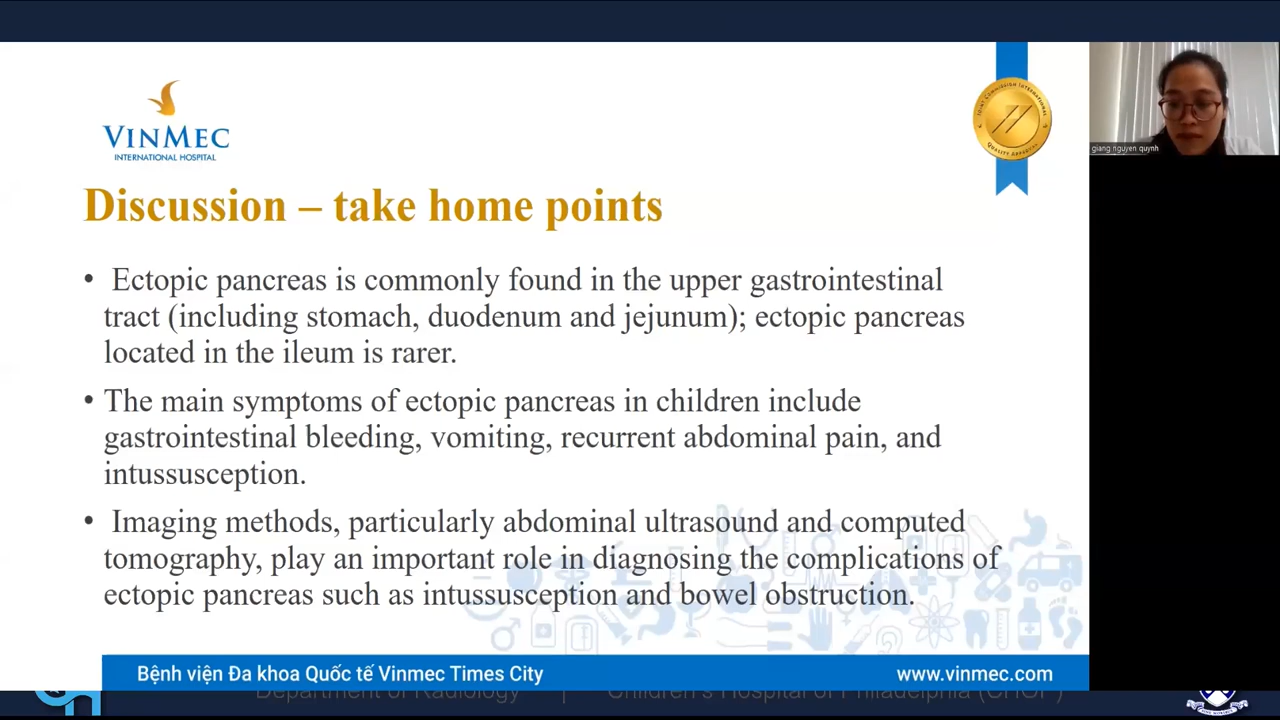 VINMEC
INTERNATIONAL HOSPITAL
JOINT COMMISSION INTERNATIONAL
QUALITY APPROVAL
giang nguyen quynh
Discussion – take home points
• Ectopic pancreas is commonly found in the upper gastrointestinal
tract (including stomach, duodenum and jejunum); ectopic pancreas
located in the ileum is rarer.
• The main symptoms of ectopic pancreas in children include
gastrointestinal bleeding, vomiting, recurrent abdominal pain, and
intussusception.
• Imaging methods, particularly abdominal ultrasound and computed
tomography, play an important role in diagnosing the complications of
ectopic pancreas such as intussusception and bowel obstruction.
Bệnh viện Đa khoa Quốc tế Vinmec Times City
www.vinmec.com
Department of Radiology | Children's Hospital of Philadelphia (CHOP)